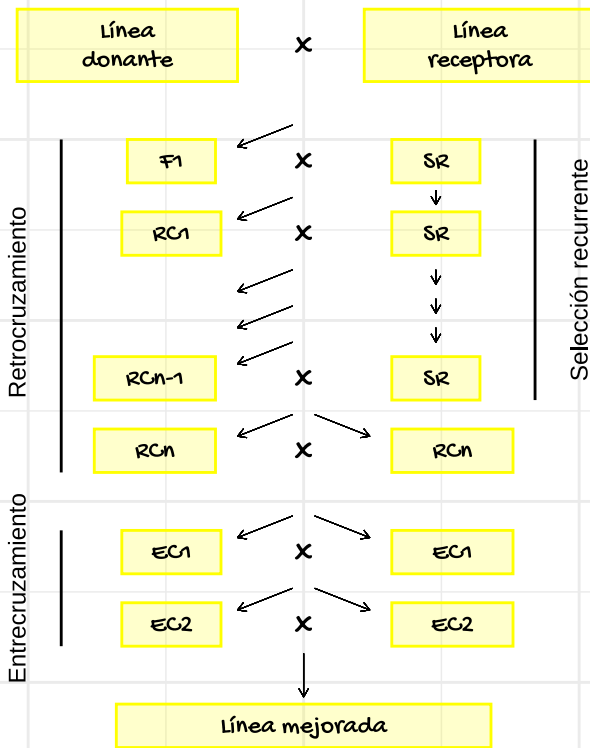 Línea
donante
x
Línea
receptora
F1
x
SR
RC1
x
SR
RCn-1
x
SR
RCn
x
RCn
EC1
x
EC1
EC2
x
EC2
Línea mejorada
Retrocruzamiento
Entrecruzamiento
Selección recurrente